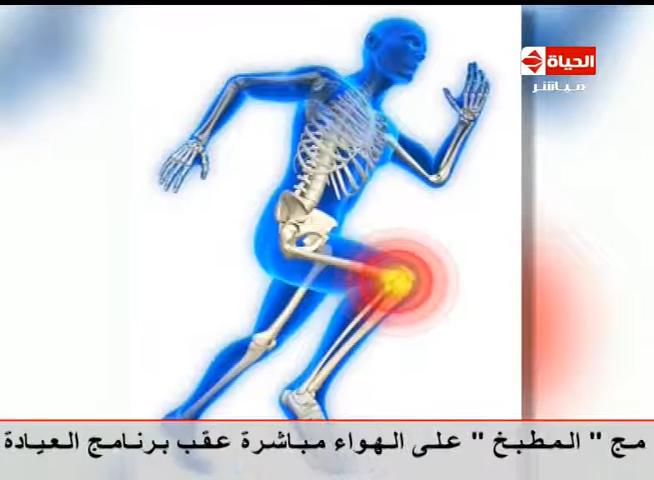 الحياة
مباشر
مج " المطبخ " على الهواء مباشرة عقب برنامج العيادة